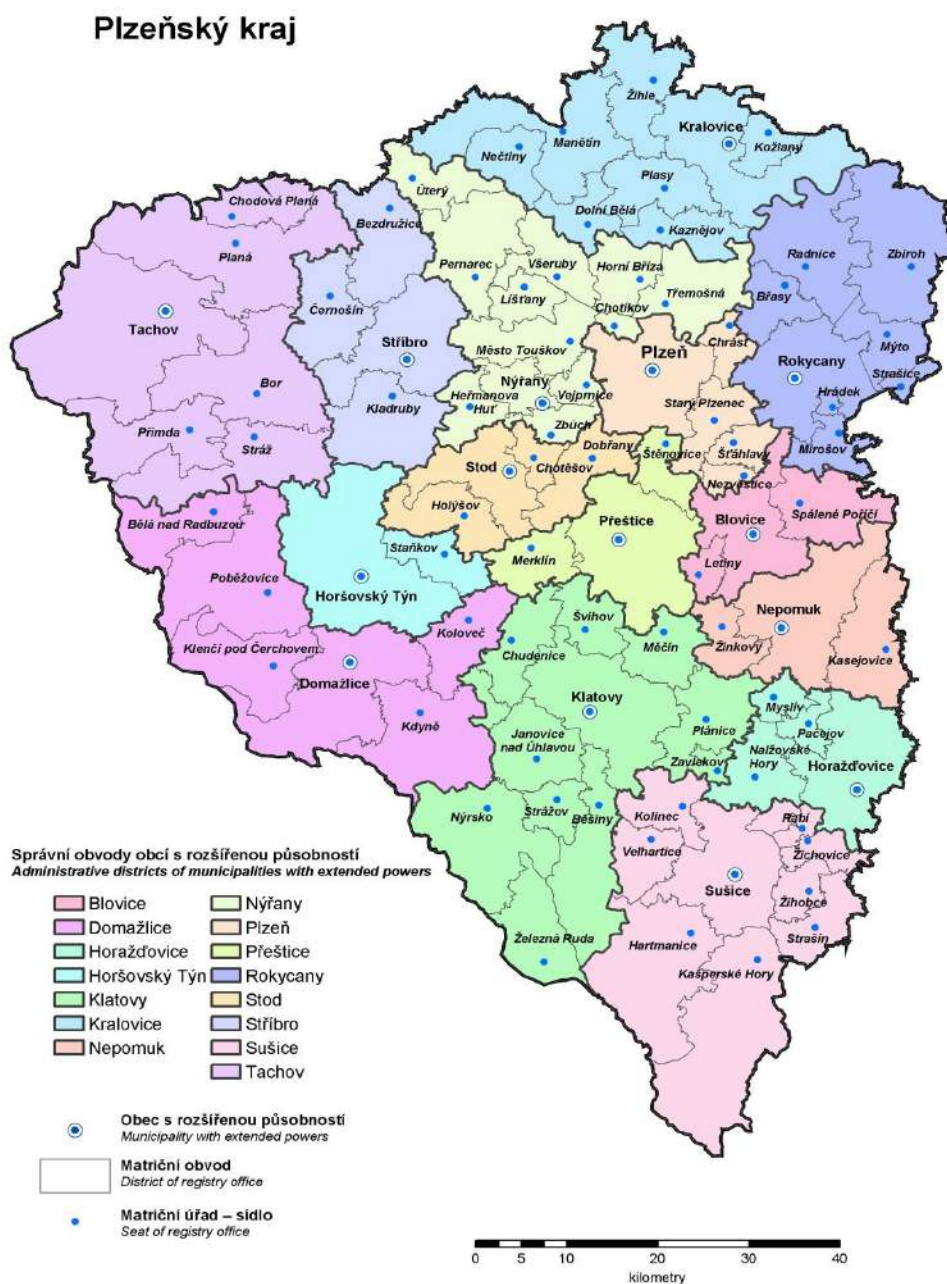 Plzeňský kraj
Žihle
Kralovice
Manětín
Kožlany
Nečtiny
Plasy
Úterý
Chodová Planá
Bezdružice
Dolní Bělá
Kaznějov
Planá
Pernarec
Všeruby
Horní Bříza
Radnice
Zbiroh
Líšťany
Třemošná
Břasy
Černošín
Chotíkov
Tachov
Stříbro
Město Touškov
Plzeň
Chrást
Mýto
Rokycany
Strašice
Bor
Nýřany
Heřmanova
Huť
Vejprnice
Kladruby
Starý Plzenec
Hrádek
Přimda
Stráž
Zbůch
Dobřany
Štěnovice
Šťáhlavy
Mirošov
Stod
Chotěšov
Nezvěstice
Bělá nad Radbuzou
Holýšov
Přeštice
Blovice
Spálené Poříčí
Staňkov
Merklín
Letiny
Poběžovice
Horšovský Týn
Nepomuk
Koloveč
Švihov
Klenčí pod Čerchovem
Chudenice
Měčín
Žinkovy
Kasejovice
Domažlice
Klatovy
Myslív
Kdyně
Plánice
Pačejov
Janovice
nad Úhlavou
Nalžovské
Hory
Zavlekov
Horažďovice
Nýrsko
Strážov
Běšiny
Kolinec
Rabí
Velhartice
Žichovice
Sušice
Žihobce
Hartmanice
Strašín
Železná Ruda
Kašperské Hory
Správní obvody obcí s rozšířenou působností
Administrative districts of municipalities with extended powers
Blovice
Domažlice
Horažďovice
Horšovský Týn
Klatovy
Kralovice
Nepomuk
Nýřany
Plzeň
Přeštice
Rokycany
Stod
Stříbro
Sušice
Tachov
Obec s rozšířenou působností
Municipality with extended powers
Matriční obvod
District of registry office
Matriční úřad – sídlo
Seat of registry office
0 5 10 20 30 40
kilometry